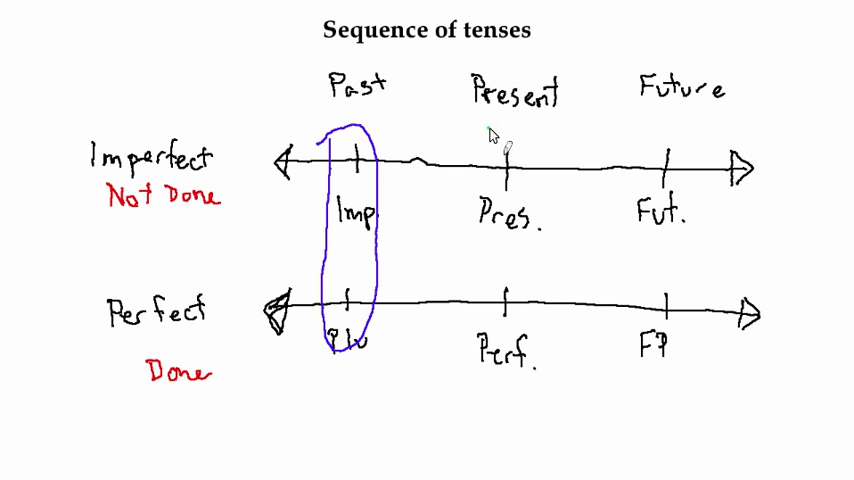 Sequence of tenses
Past Present Future
Imperfect
Not Done
Imp Pres. Fut.
Perfect
Plu Perf. FP
Done